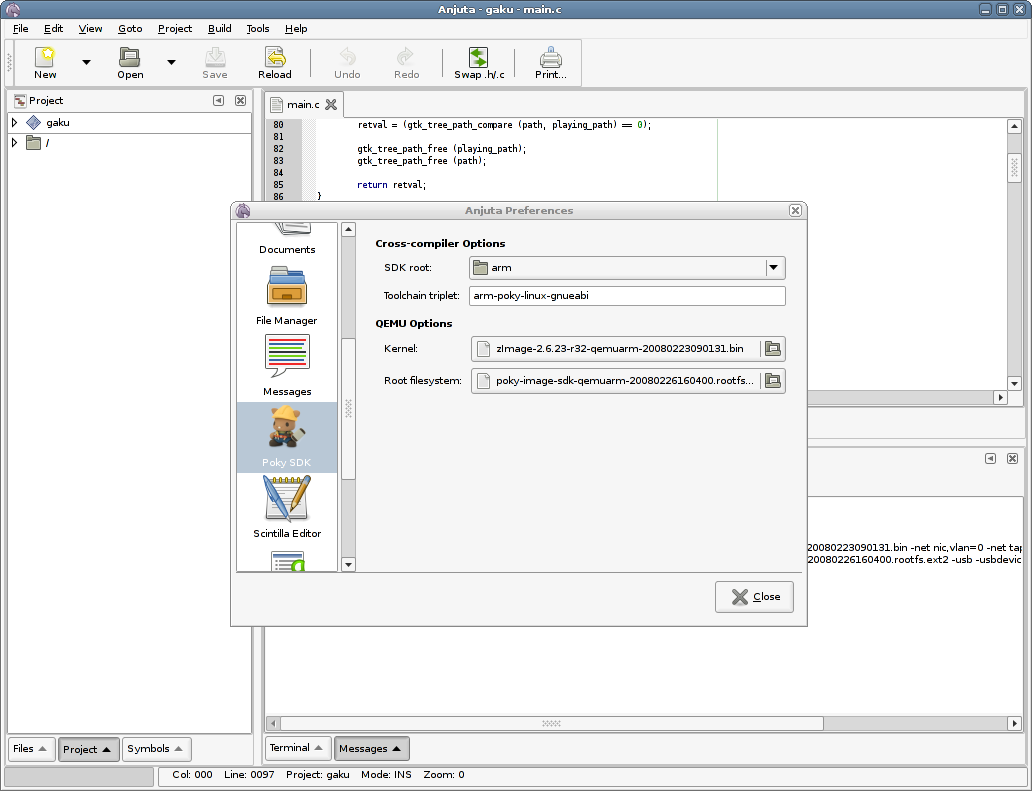 Anjuta - gaku - main.c
File Edit View Goto Project Build Tools Help
New Open Save Reload Undo Redo Swap .h/.c Print...
Project
gaku
/
main.c
80 retval = (gtk_tree_path_compare (path, playing_path) == 0);
81
82 gtk_tree_path_free (playing_path);
83 gtk_tree_path_free (path);
84
85 return retval;
86 }
Anjuta Preferences
Documents
File Manager
Messages
Poky SDK
Scintilla Editor
Cross-compiler Options
SDK root: arm
Toolchain triplet: arm-poky-linux-gnueabi
QEMU Options
Kernel: zImage-2.6.23-r32-qemuarm-20080223090131.bin
Root filesystem: poky-image-sdk-qemuarm-20080226160400.rootfs...
Close
20080223090131.bin -net nic,vlan=0 -net tap
20080226160400.rootfs.ext2 -usb -usbdevic
Files Project Symbols
Terminal Messages
Col: 000 Line: 0097 Project: gaku Mode: INS Zoom: 0